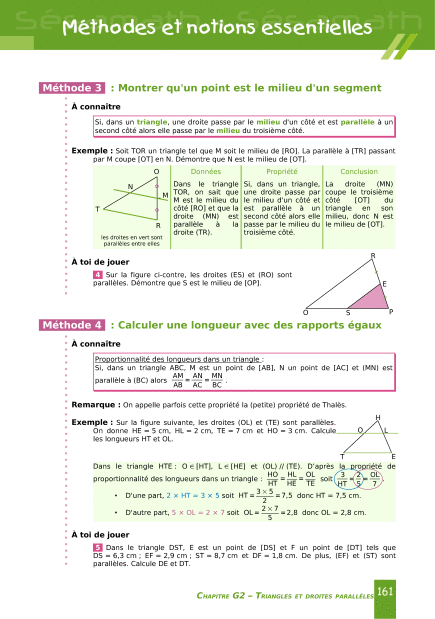 Sésamath Sésamath
Méthodes et notions essentielles
Méthode 3 : Montrer qu'un point est le milieu d'un segment
À connaître
Si, dans un triangle, une droite passe par le milieu d'un côté et est parallèle à un
second côté alors elle passe par le milieu du troisième côté.
Exemple : Soit TOR un triangle tel que M soit le milieu de [RO]. La parallèle à [TR] passant
par M coupe [OT] en N. Démontre que N est le milieu de [OT].
O
N
M
T
R
les droites en vert sont
parallèles entre elles
Données
Dans le triangle
TOR, on sait que
M est le milieu du
côté [RO] et que la
droite (MN) est
parallèle à la
droite (TR).
Propriété
Si, dans un triangle,
une droite passe par
le milieu d'un côté et
est parallèle à un
second côté alors elle
passe par le milieu du
troisième côté.
Conclusion
La droite (MN)
coupe le troisième
côté [OT] du
triangle en son
milieu, donc N est
le milieu de [OT].
À toi de jouer
4 Sur la figure ci-contre, les droites (ES) et (RO) sont
parallèles. Démontre que S est le milieu de [OP].
R
E
O S P
Méthode 4 : Calculer une longueur avec des rapports égaux
À connaître
Proportionnalité des longueurs dans un triangle :
Si, dans un triangle ABC, M est un point de [AB], N un point de [AC] et (MN) est
parallèle à (BC) alors AM/AB = AN/AC = MN/BC .
Remarque : On appelle parfois cette propriété la (petite) propriété de Thalès.
Exemple : Sur la figure suivante, les droites (OL) et (TE) sont parallèles.
On donne HE = 5 cm, HL = 2 cm, TE = 7 cm et HO = 3 cm. Calcule
les longueurs HT et OL.
H
O L
T E
Dans le triangle HTE : O ∈ [HT], L ∈ [HE] et (OL) // (TE). D'après la propriété de
proportionnalité des longueurs dans un triangle : HO/HT = HL/HE = OL/TE soit 3/HT = 2/5 = OL/7 .
• D'une part, 2 × HT = 3 × 5 soit HT = 3 × 5/2 = 7,5 donc HT = 7,5 cm.
• D'autre part, 5 × OL = 2 × 7 soit OL = 2 × 7/5 = 2,8 donc OL = 2,8 cm.
À toi de jouer
5 Dans le triangle DST, E est un point de [DS] et F un point de [DT] tels que
DS = 6,3 cm ; EF = 2,9 cm ; ST = 8,7 cm et DF = 1,8 cm. De plus, (EF) et (ST) sont
parallèles. Calcule DE et DT.
CHAPITRE G2 – TRIANGLES ET DROITES PARALLÈLES 161